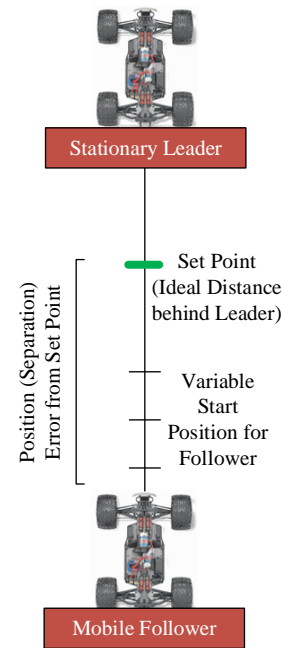 Stationary Leader
Set Point
(Ideal Distance
behind Leader)
Position (Separation)
Error from Set Point
Variable
Start
Position for
Follower
Mobile Follower